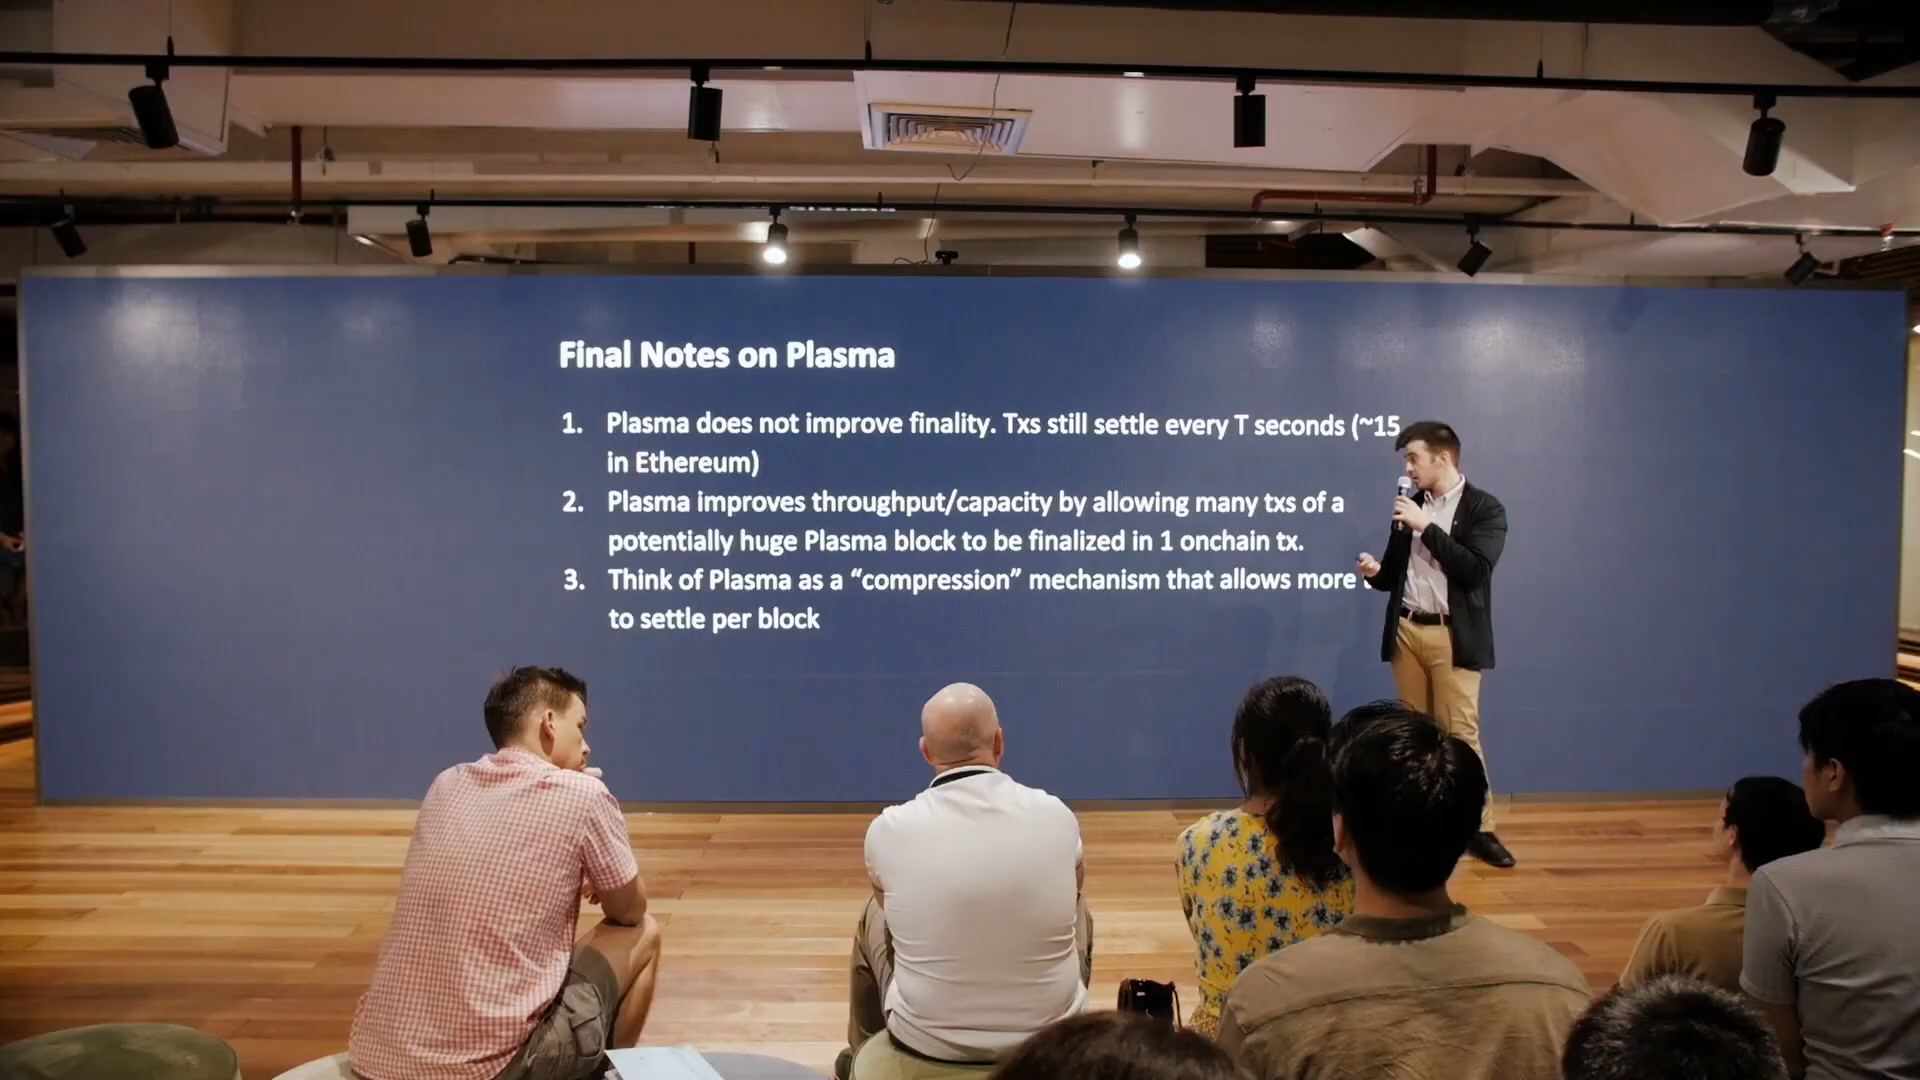 Final Notes on Plasma
1. Plasma does not improve finality. Txs still settle every T seconds (~15
in Ethereum)
2. Plasma improves throughput/capacity by allowing many txs of a
potentially huge Plasma block to be finalized in 1 onchain tx.
3. Think of Plasma as a “compression” mechanism that allows more
to settle per block